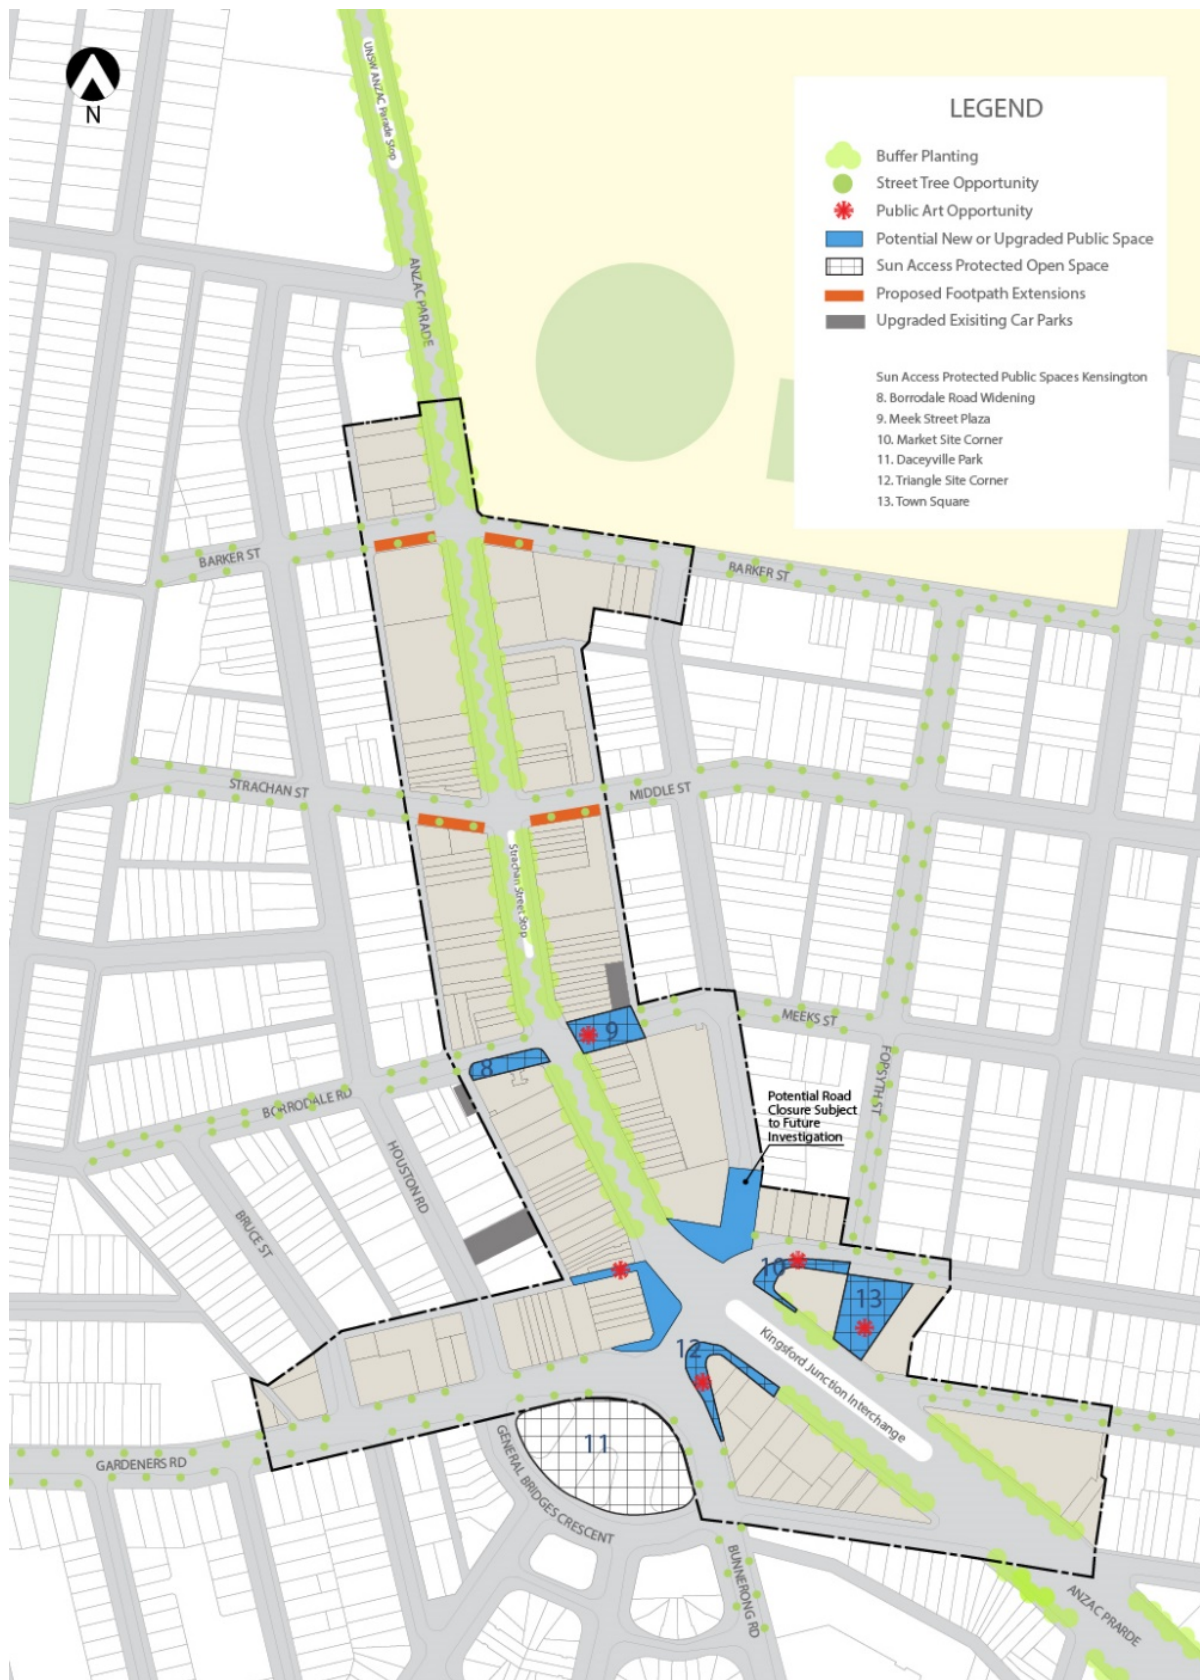 N
UNSW ANZAC Parade Stop
LEGEND
Buffer Planting
Street Tree Opportunity
Public Art Opportunity
Potential New or Upgraded Public Space
Sun Access Protected Open Space
Proposed Footpath Extensions
Upgraded Exisiting Car Parks
Sun Access Protected Public Spaces Kensington
8. Borrodale Road Widening
9. Meek Street Plaza
10. Market Site Corner
11. Daceyville Park
12. Triangle Site Corner
13. Town Square
ANZAC PARADE
BARKER ST
BARKER ST
STRACHAN ST
MIDDLE ST
Strachan Street Stop
9
MEEKS ST
8
FORSYTH ST
BORRODALE RD
Potential Road
Closure Subject
to Future
Investigation
HOUSTON RD
BRUCE ST
10
13
12
Kingsford Junction Interchange
11
GARDENERS RD
GENERAL BRIDGES CRESCENT
BUNNERONG RD
ANZAC PRARDE